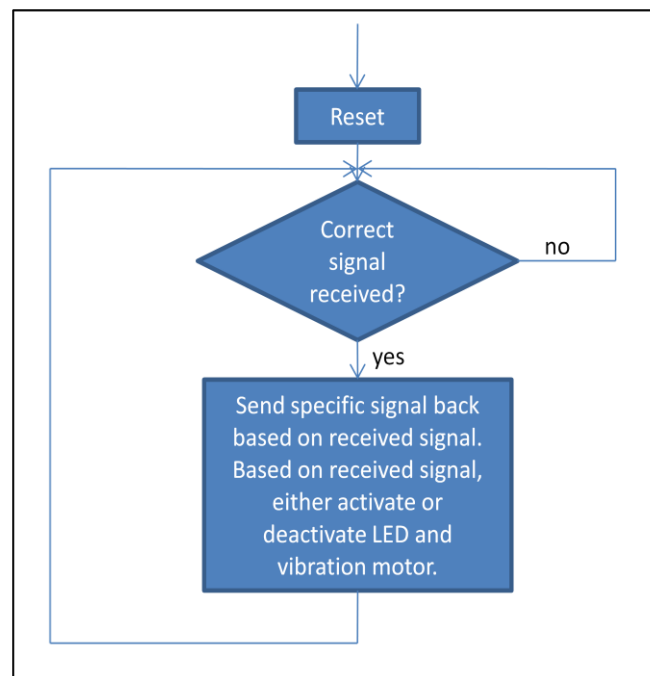 Reset
Correct
signal
received?
no
yes
Send specific signal back
based on received signal.
Based on received signal,
either activate or
deactivate LED and
vibration motor.